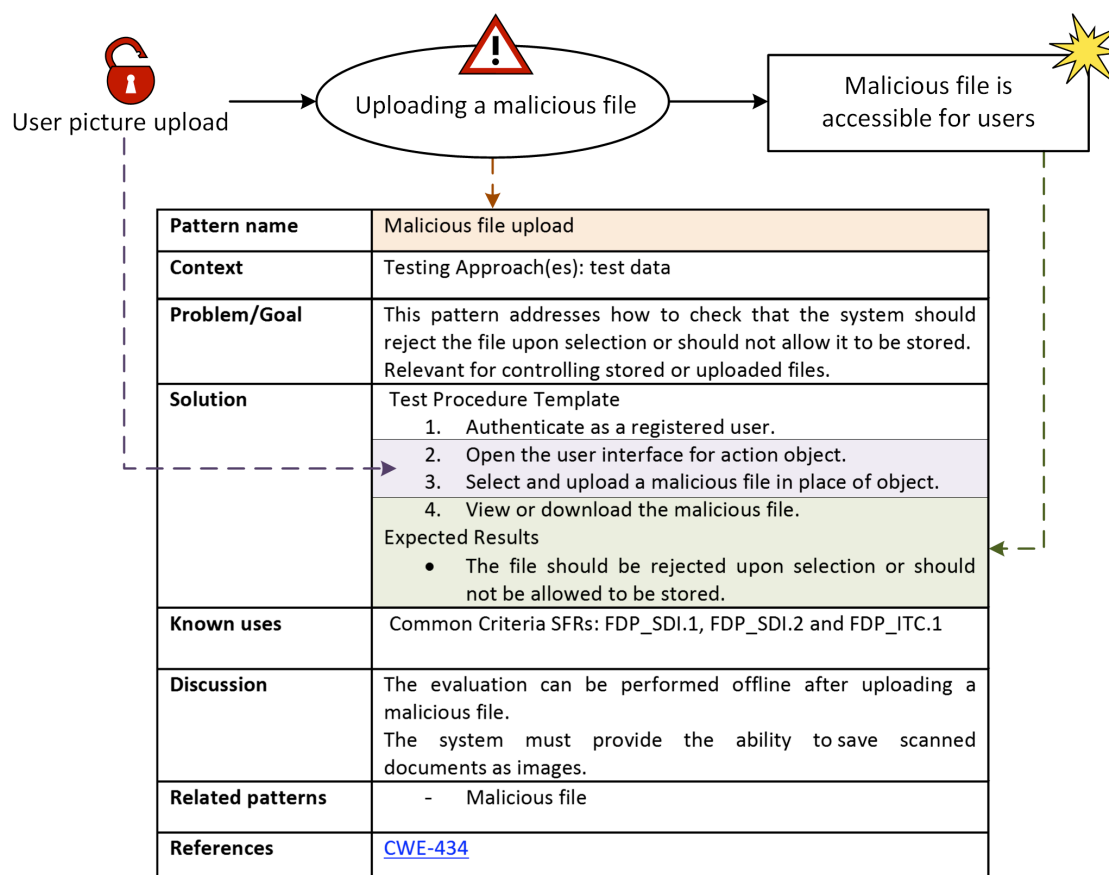 User picture upload
Uploading a malicious file
Malicious file is
accessible for users
Pattern name
Malicious file upload
Context
Testing Approach(es): test data
Problem/Goal
This pattern addresses how to check that the system should
reject the file upon selection or should not allow it to be stored.
Relevant for controlling stored or uploaded files.
Solution
Test Procedure Template
1. Authenticate as a registered user.
2. Open the user interface for action object.
3. Select and upload a malicious file in place of object.
4. View or download the malicious file.
Expected Results
• The file should be rejected upon selection or should
not be allowed to be stored.
Known uses
Common Criteria SFRs: FDP_SDI.1, FDP_SDI.2 and FDP_ITC.1
Discussion
The evaluation can be performed offline after uploading a
malicious file.
The system must provide the ability to save scanned
documents as images.
Related patterns
- Malicious file
References
CWE-434